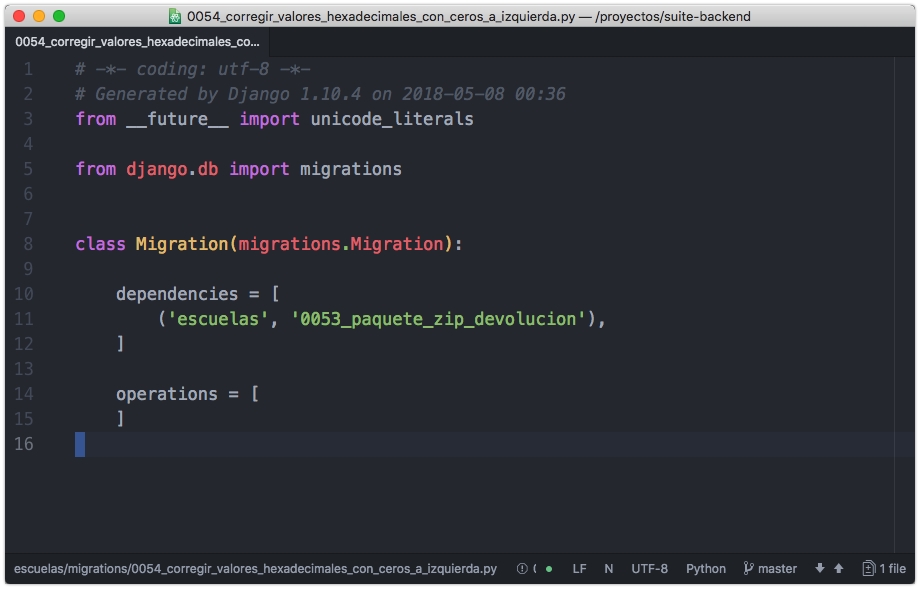 0054_corregir_valores_hexadecimales_con_ceros_a_izquierda.py — /proyectos/suite-backend
0054_corregir_valores_hexadecimales_co...
1 # -*- coding: utf-8 -*-
2 # Generated by Django 1.10.4 on 2018-05-08 00:36
3 from __future__ import unicode_literals
4
5 from django.db import migrations
6
7
8 class Migration(migrations.Migration):
9
10     dependencies = [
11         ('escuelas', '0053_paquete_zip_devolucion'),
12     ]
13
14     operations = [
15     ]
16
escuelas/migrations/0054_corregir_valores_hexadecimales_con_ceros_a_izquierda.py LF N UTF-8 Python master 1 file